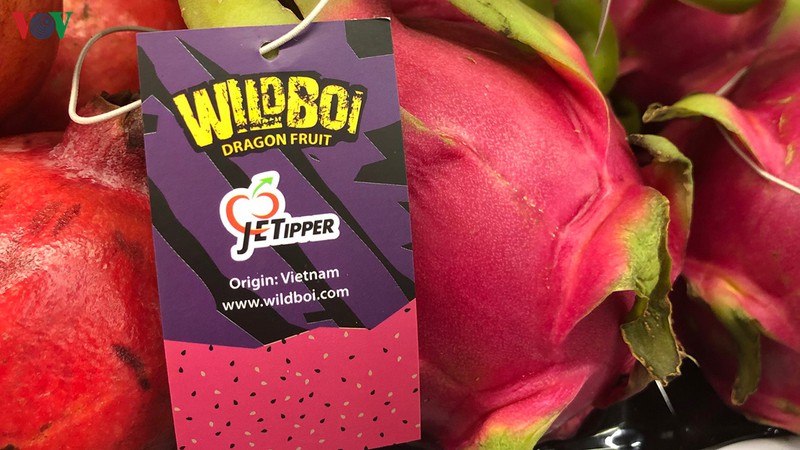 VOV
WILDBOI
DRAGON FRUIT
JETIPPER
Origin: Vietnam
www.wildboi.com